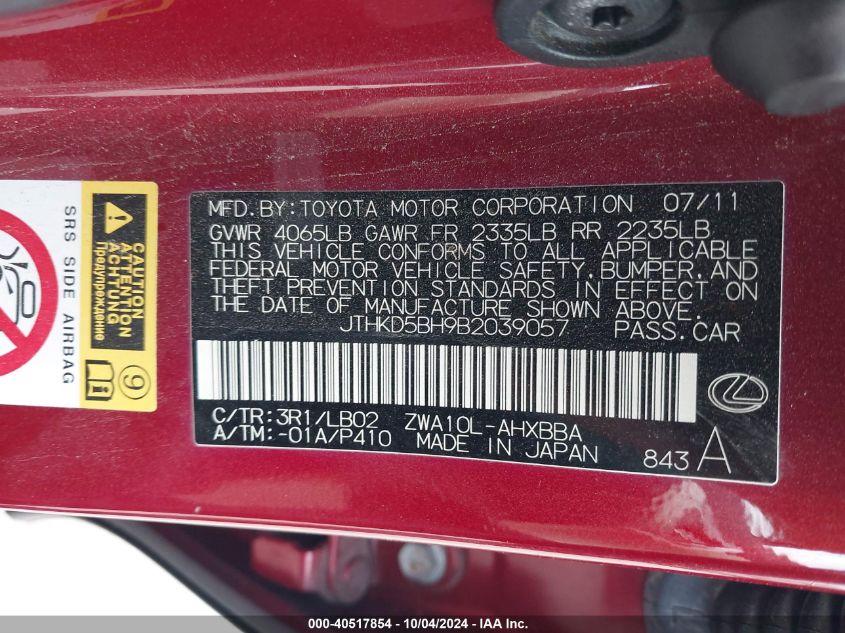 MFD.BY:TOYOTA MOTOR CORPORATION 07/11
GVWR 4065LB GAWR FR 2335LB RR 2235LB
THIS VEHICLE CONFORMS TO ALL APPLICABLE
FEDERAL MOTOR VEHICLE SAFETY,BUMPER,AND
THEFT PREVENTION STANDARDS IN EFFECT ON
THE DATE OF MANUFACTURE SHOWN ABOVE.
JTHKD5BH9B2039057 PASS.CAR
C/TR:3R1/LB02 ZWA10L-AHXBBA
A/TM:-01A/P410 MADE IN JAPAN
843 A
CAUTION
ATTENTION
ACHTUNG
Предупреждение
SRS SIDE AIRBAG
9
000-40517854 - 10/04/2024 - IAA Inc.